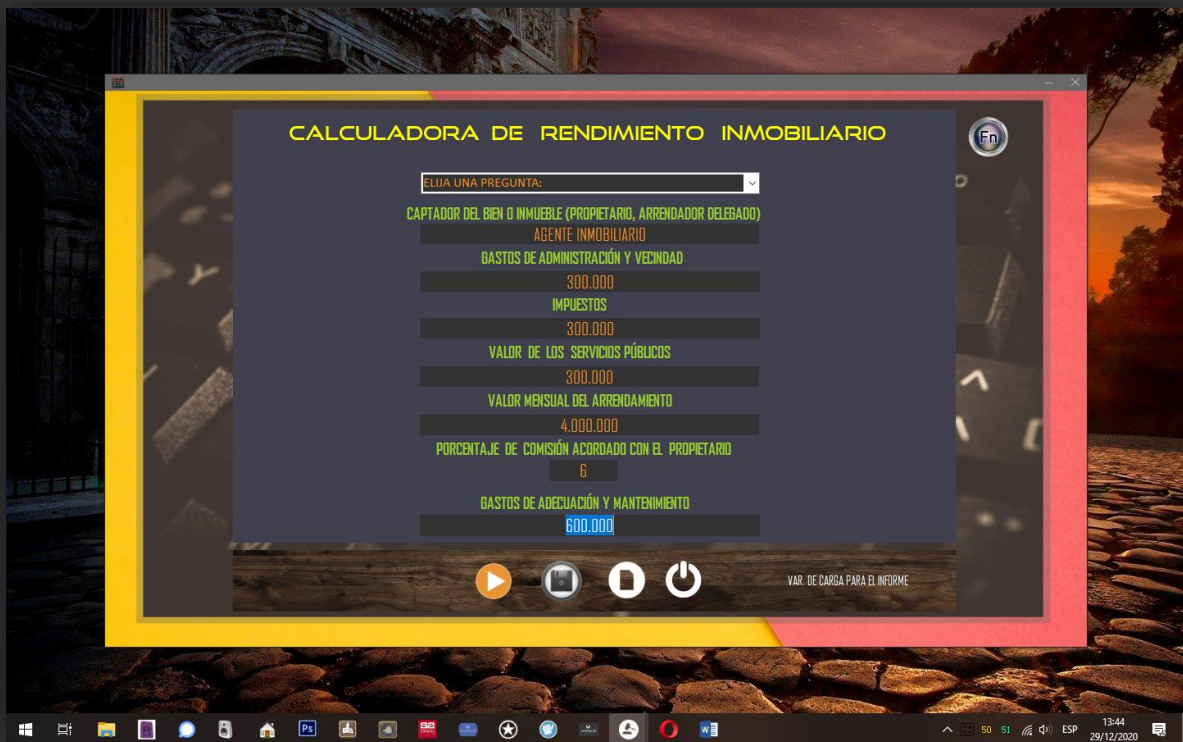 CALCULADORA DE RENDIMIENTO INMOBILIARIO
Fn
ELIJA UNA PREGUNTA:
CAPTADOR DEL BIEN O INMUEBLE (PROPIETARIO, ARRENDADOR DELEGADO)
AGENTE INMOBILIARIO
GASTOS DE ADMINISTRACIÓN Y VECINDAD
300.000
IMPUESTOS
300.000
VALOR DE LOS SERVICIOS PÚBLICOS
300.000
VALOR MENSUAL DEL ARRENDAMIENTO
4.000.000
PORCENTAJE DE COMISIÓN ACORDADO CON EL PROPIETARIO
6
GASTOS DE ADECUACIÓN Y MANTENIMIENTO
600.000
VAR. DE CARGA PARA EL INFORME
Ps
50 51 ESP
13:44
29/12/2020